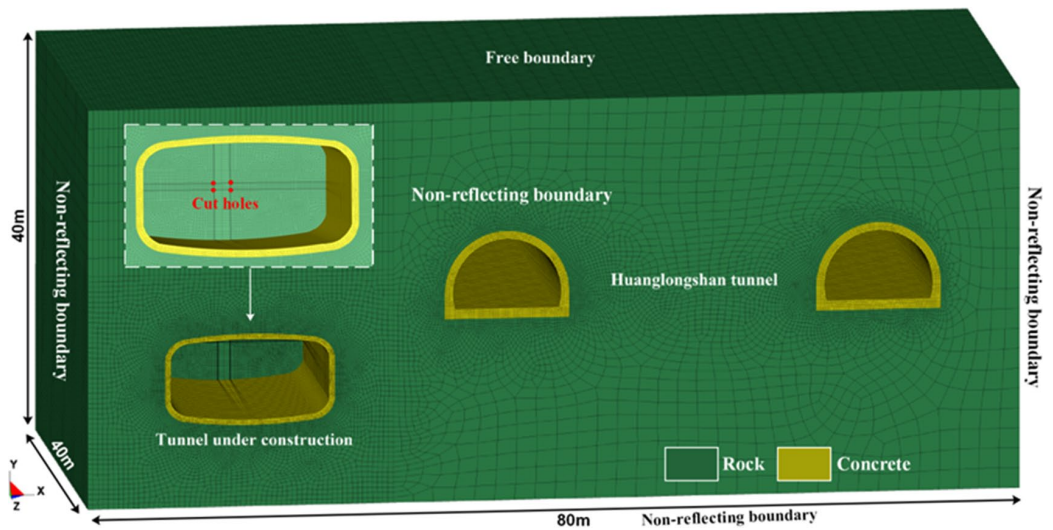 Free boundary
Cut holes
Non-reflecting boundary
40m
Non-reflecting boundary
Huanglongshan tunnel
Non-reflecting boundary
Tunnel under construction
40m
Rock
Concrete
Y
X
Z
80m
Non-reflecting boundary